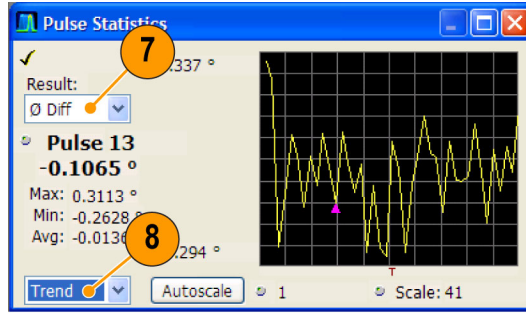 Pulse Statistics
7
.337 °
Result:
Ø Diff
Pulse 13
-0.1065 °
Max: 0.3113 °
Min: -0.2628
Avg: -0.0136
8
.294 °
T
Trend
Autoscale
1
Scale: 41